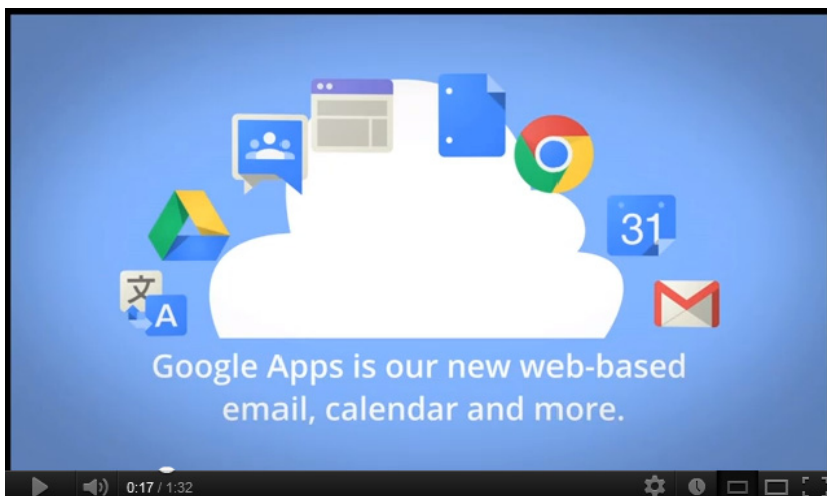 文
A
31
Google Apps is our new web-based
email, calendar and more.
0:17 / 1:32